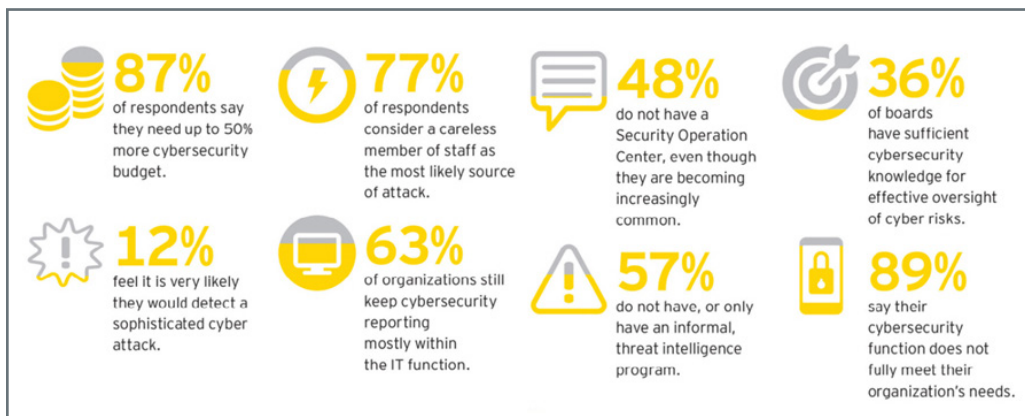 87%
of respondents say
they need up to 50%
more cybersecurity
budget.
77%
of respondents
consider a careless
member of staff as
the most likely source
of attack.
48%
do not have a
Security Operation
Center, even though
they are becoming
increasingly
common.
36%
of boards
have sufficient
cybersecurity
knowledge for
effective oversight
of cyber risks.
12%
feel it is very likely
they would detect a
sophisticated cyber
attack.
63%
of organizations still
keep cybersecurity
reporting
mostly within
the IT function.
57%
do not have, or only
have an informal,
threat intelligence
program.
89%
say their
cybersecurity
function does not
fully meet their
organization's needs.